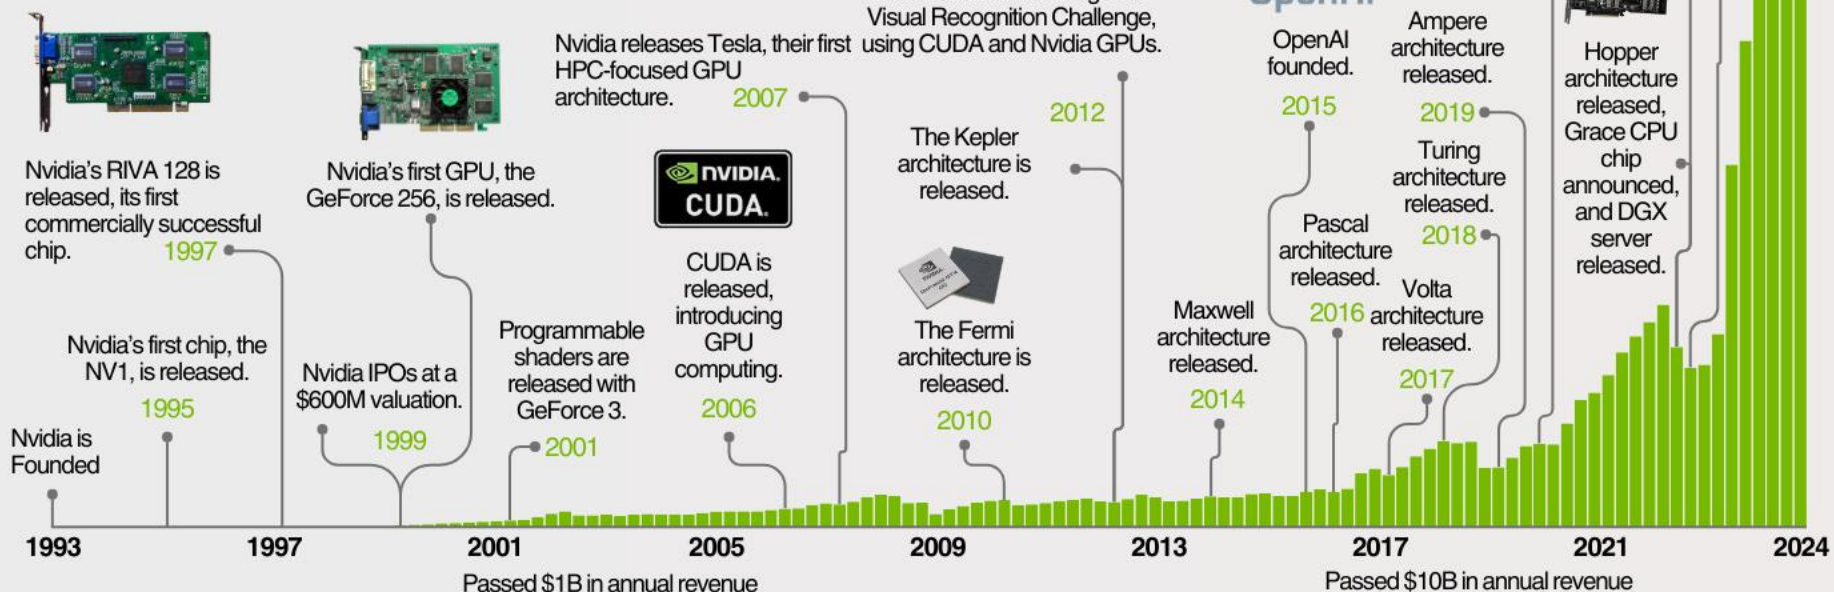 Nvidia is
Founded
Nvidia's first chip, the
NV1, is released.
1995
Nvidia's RIVA 128 is
released, its first
commercially successful
chip.
1997
Nvidia IPOs at a
$600M valuation.
1999
Nvidia's first GPU, the
GeForce 256, is released.
Programmable
shaders are
released with
GeForce 3.
2001
NVIDIA.
CUDA.
CUDA is
released,
introducing
GPU
computing.
2006
Nvidia releases Tesla, their first
HPC-focused GPU
architecture.
2007
The Fermi
architecture is
released.
2010
Visual Recognition Challenge,
using CUDA and Nvidia GPUs.
2012
The Kepler
architecture is
released.
Maxwell
architecture
released.
2014
OpenAI
founded.
2015
Pascal
architecture
released.
2016
Volta
architecture
released.
2017
Turing
architecture
released.
2018
Ampere
architecture
released.
2019
Hopper
architecture
released,
Grace CPU
chip
announced,
and DGX
server
released.
1993 1997 2001 2005 2009 2013 2017 2021 2024
Passed $1B in annual revenue
Passed $10B in annual revenue